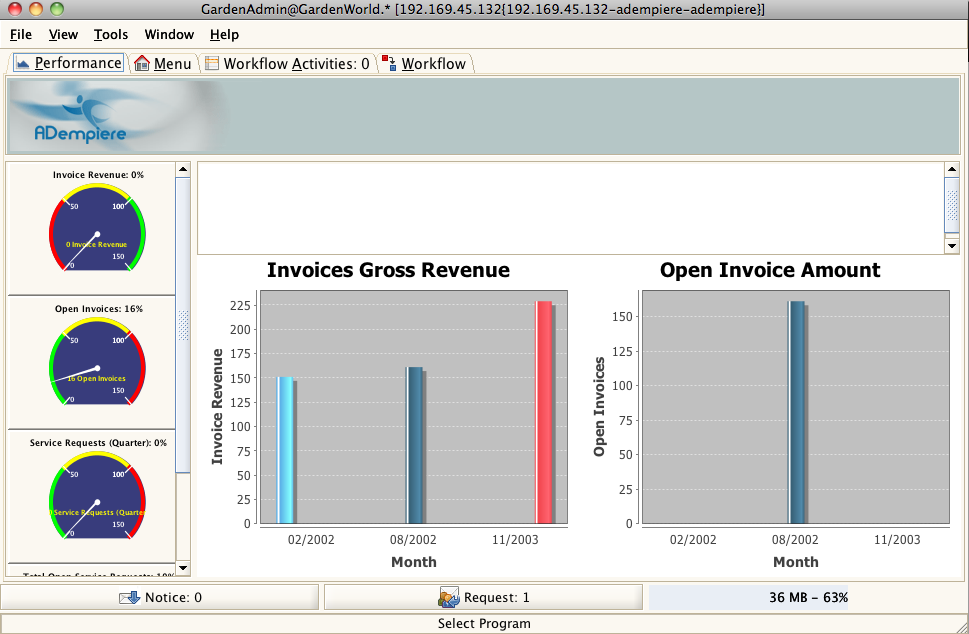 GardenAdmin@GardenWorld.* [192.169.45.132{192.169.45.132-adempiere-adempiere}]
File View Tools Window Help
Performance Menu Workflow Activities: 0 Workflow
ADempiere
Invoice Revenue: 0%
50 100
0 Invoice Revenue
0 150
Open Invoices: 16%
50 100
16 Open Invoices
0 150
Service Requests (Quarter): 0%
50 100
Service Requests (Quarter
0 150
Total Open Service Requests: 10%
Invoices Gross Revenue
Invoice Revenue
225
200
175
150
125
100
75
50
25
0
02/2002 08/2002 11/2003
Month
Open Invoice Amount
Open Invoices
150
125
100
75
50
25
0
02/2002 08/2002 11/2003
Month
Notice: 0 Request: 1 36 MB - 63%
Select Program